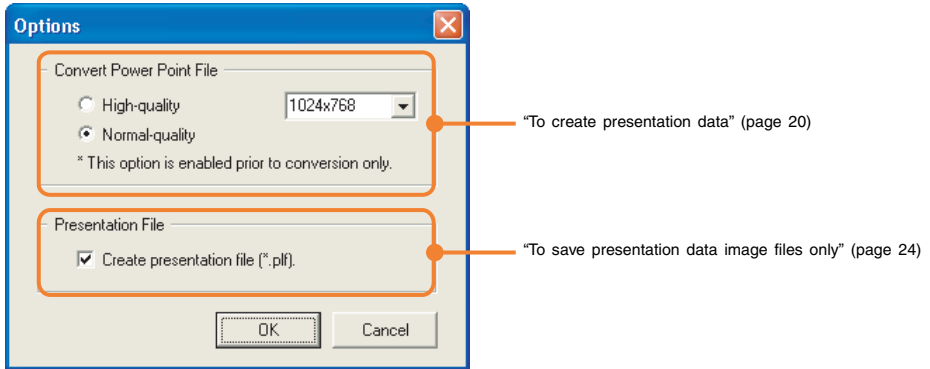 Options
Convert Power Point File
High-quality
1024x768
Normal-quality
* This option is enabled prior to conversion only.
“To create presentation data” (page 20)
Presentation File
Create presentation file (*.plf).
“To save presentation data image files only” (page 24)
OK
Cancel